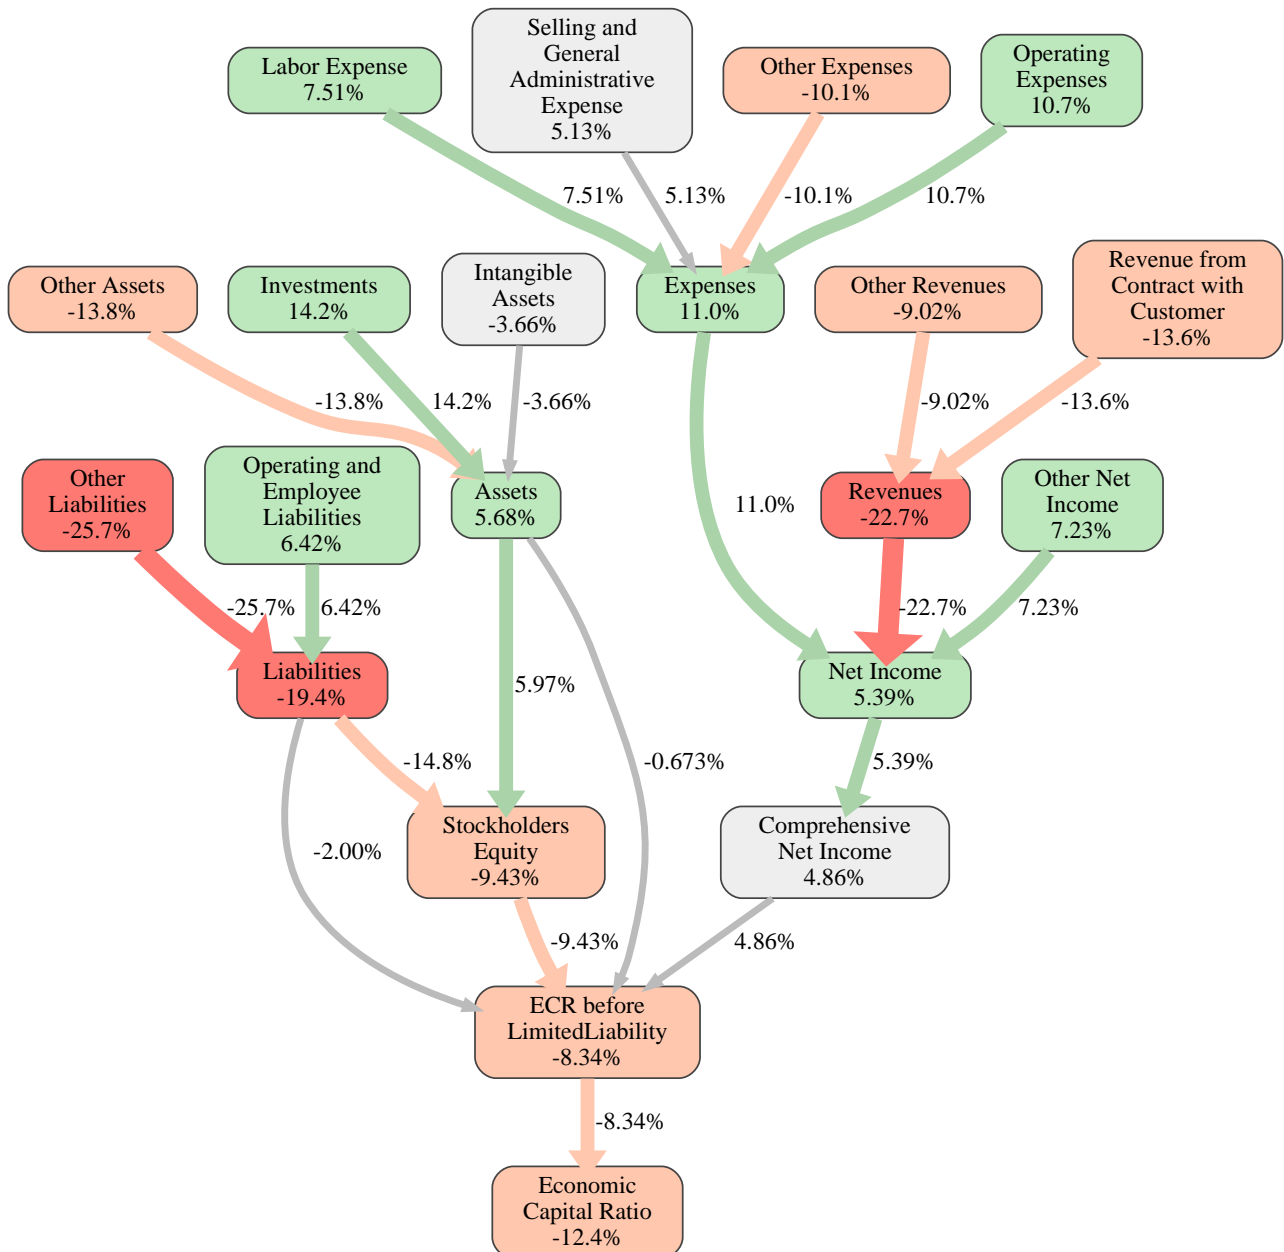 Labor Expense
7.51%
Selling and
General
Administrative
Expense
5.13%
Other Expenses
-10.1%
Operating
Expenses
10.7%
7.51%
5.13%
-10.1%
10.7%
Other Assets
-13.8%
Investments
14.2%
Intangible
Assets
-3.66%
Expenses
11.0%
Other Revenues
-9.02%
Revenue from
Contract with
Customer
-13.6%
-13.8%
14.2%
-3.66%
-9.02%
-13.6%
Other
Liabilities
-25.7%
Operating and
Employee
Liabilities
6.42%
Assets
5.68%
11.0%
Revenues
-22.7%
Other Net
Income
7.23%
-25.7%
6.42%
-22.7%
7.23%
Liabilities
-19.4%
5.97%
Net Income
5.39%
-14.8%
-0.673%
5.39%
-2.00%
Stockholders
Equity
-9.43%
Comprehensive
Net Income
4.86%
-9.43%
4.86%
ECR before
LimitedLiability
-8.34%
-8.34%
Economic
Capital Ratio
-12.4%